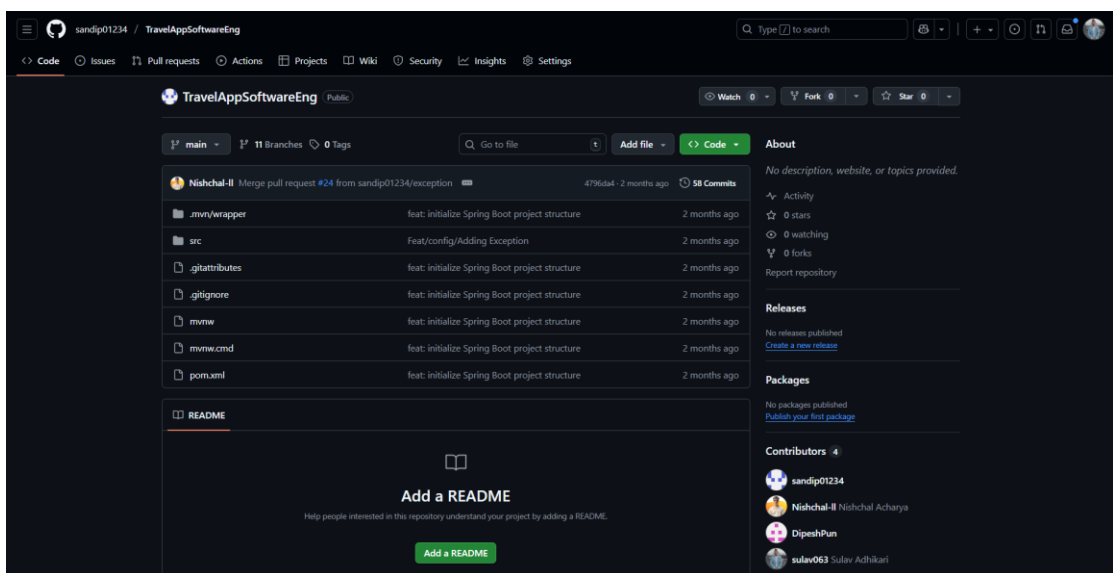 sandip01234 / TravelAppSoftwareEng
Type / to search
Code Issues Pull requests Actions Projects Wiki Security Insights Settings
TravelAppSoftwareEng Public
Watch 0 Fork 0 Star 0
main 11 Branches 0 Tags
Go to file t Add file Code
Nishchal-ll Merge pull request #24 from sandip01234/exception
4796da4 · 2 months ago 58 Commits
.mvn/wrapper feat: initialize Spring Boot project structure 2 months ago
src Feat/config/Adding Exception 2 months ago
.gitattributes feat: initialize Spring Boot project structure 2 months ago
.gitignore feat: initialize Spring Boot project structure 2 months ago
mvnw feat: initialize Spring Boot project structure 2 months ago
mvnw.cmd feat: initialize Spring Boot project structure 2 months ago
pom.xml feat: initialize Spring Boot project structure 2 months ago
README
Add a README
Help people interested in this repository understand your project by adding a README.
Add a README
About
No description, website, or topics provided.
Activity
0 stars
0 watching
0 forks
Report repository
Releases
No releases published
Create a new release
Packages
No packages published
Publish your first package
Contributors 4
sandip01234
Nishchal-ll Nishchal Acharya
DipeshPun
sulav063 Sulav Adhikari